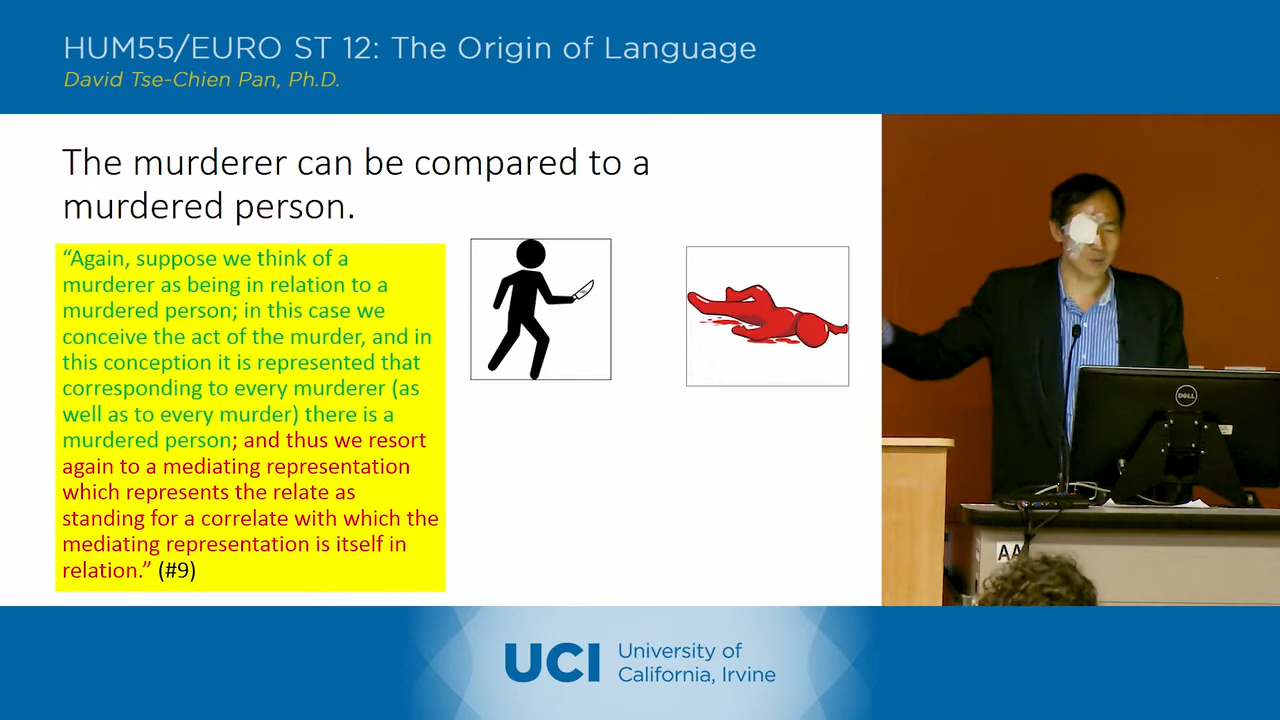 HUM55/EURO ST 12: The Origin of Language
David Tse-Chien Pan, Ph.D.
The murderer can be compared to a
murdered person.
“Again, suppose we think of a
murderer as being in relation to a
murdered person; in this case we
conceive the act of the murder, and in
this conception it is represented that
corresponding to every murderer (as
well as to every murder) there is a
murdered person; and thus we resort
again to a mediating representation
which represents the relate as
standing for a correlate with which the
mediating representation is itself in
relation.” (#9)
DELL
AA
UCI
University of
California, Irvine